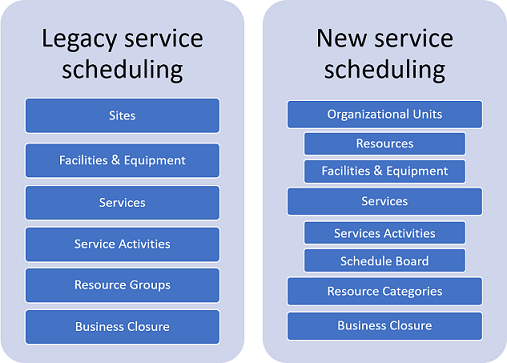 Legacy service
scheduling
Sites
Facilities & Equipment
Services
Service Activities
Resource Groups
Business Closure
New service
scheduling
Organizational Units
Resources
Facilities & Equipment
Services
Services Activities
Schedule Board
Resource Categories
Business Closure